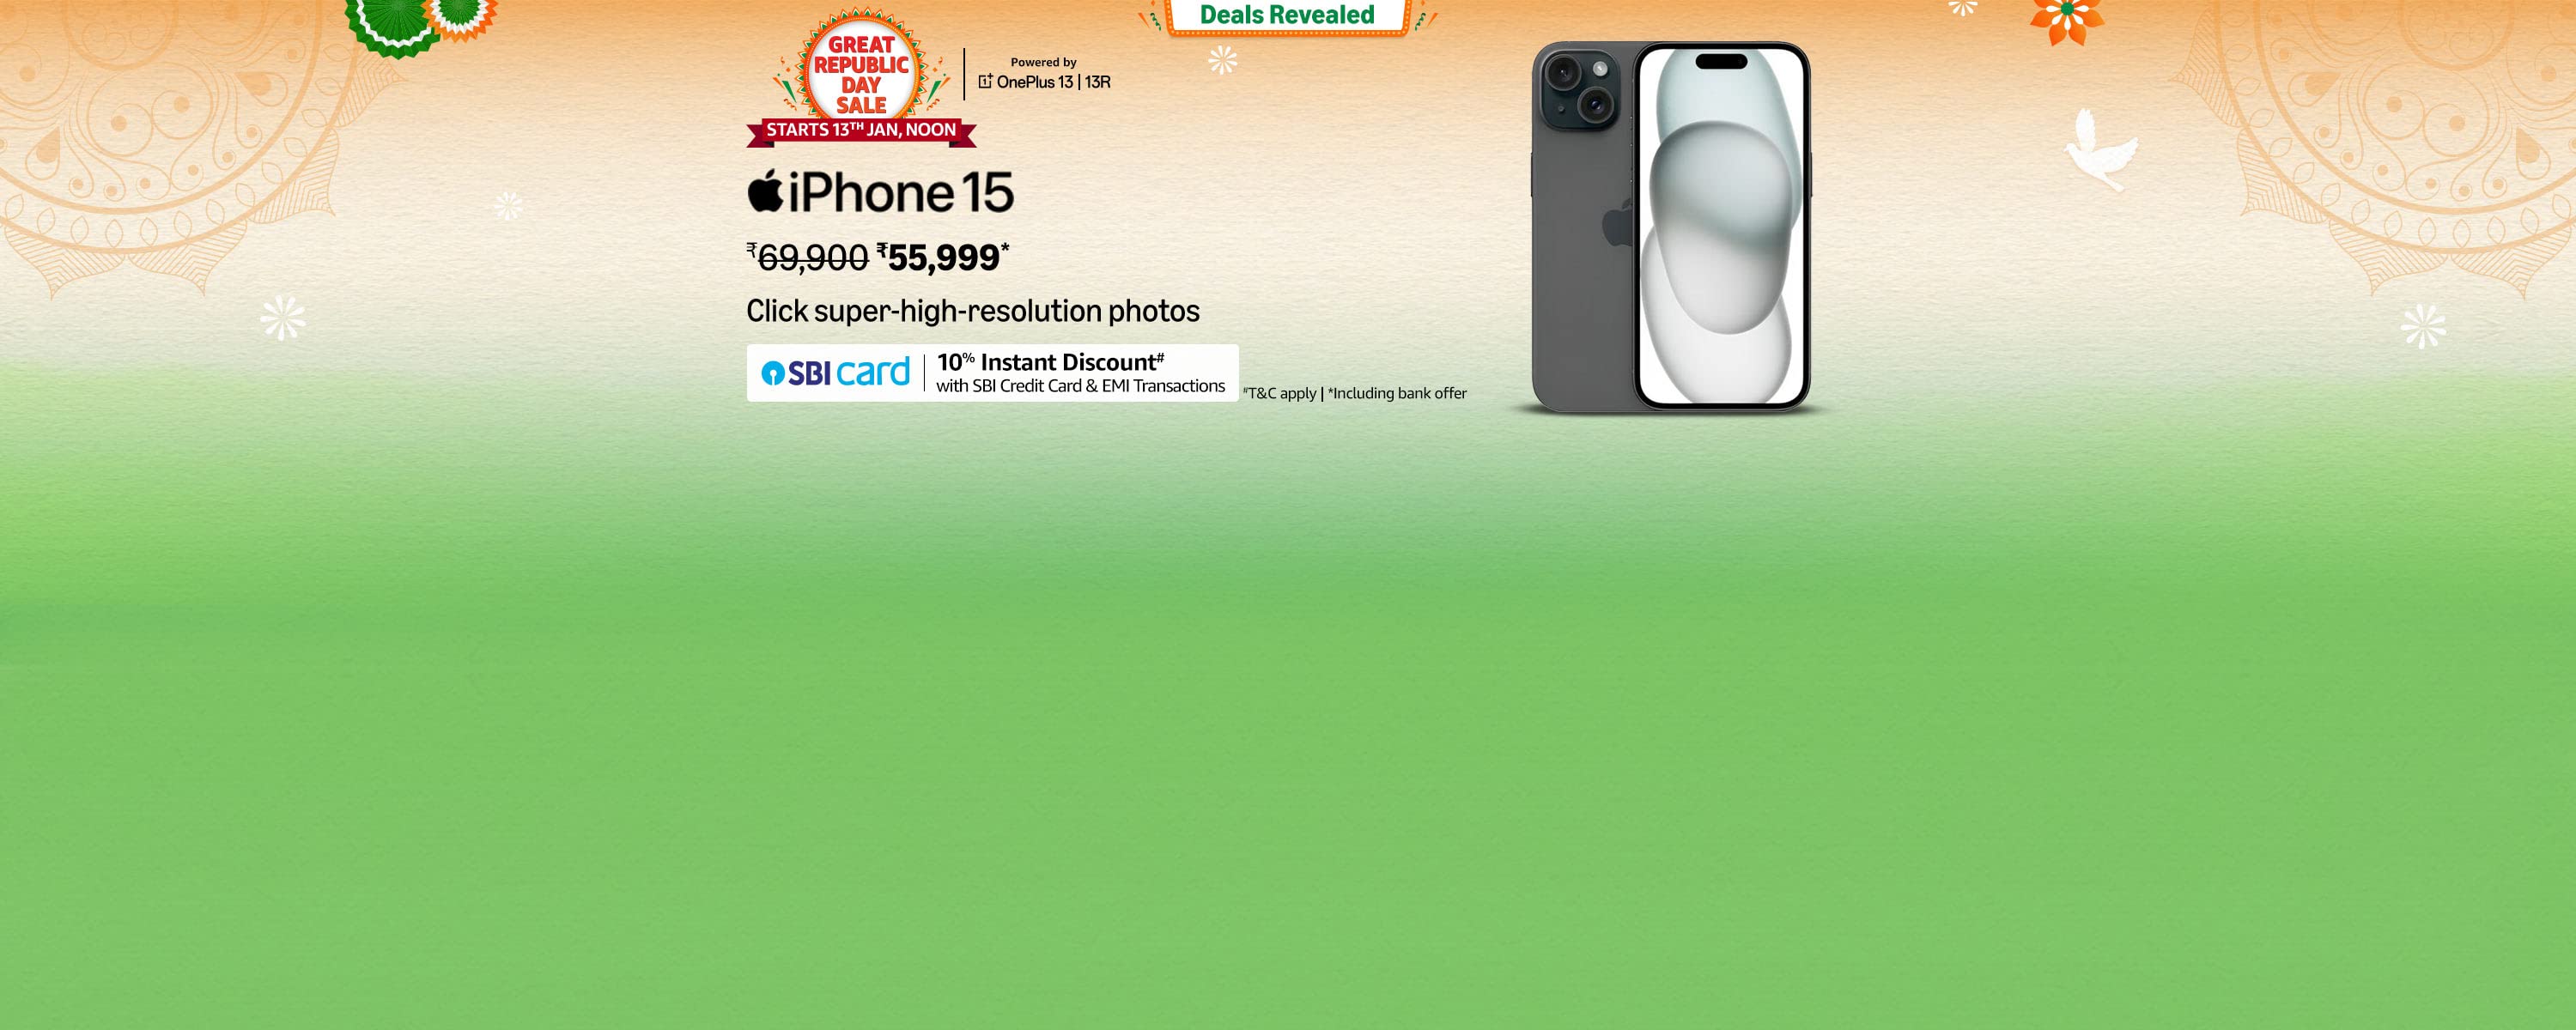 Deals Revealed
GREAT
REPUBLIC
DAY
SALE
STARTS 13TH JAN, NOON
Powered by
OnePlus 13 | 13R
iPhone 15
₹69,900 ₹55,999*
Click super-high-resolution photos
SBI card
10% Instant Discount#
with SBI Credit Card & EMI Transactions
#T&C apply | *Including bank offer